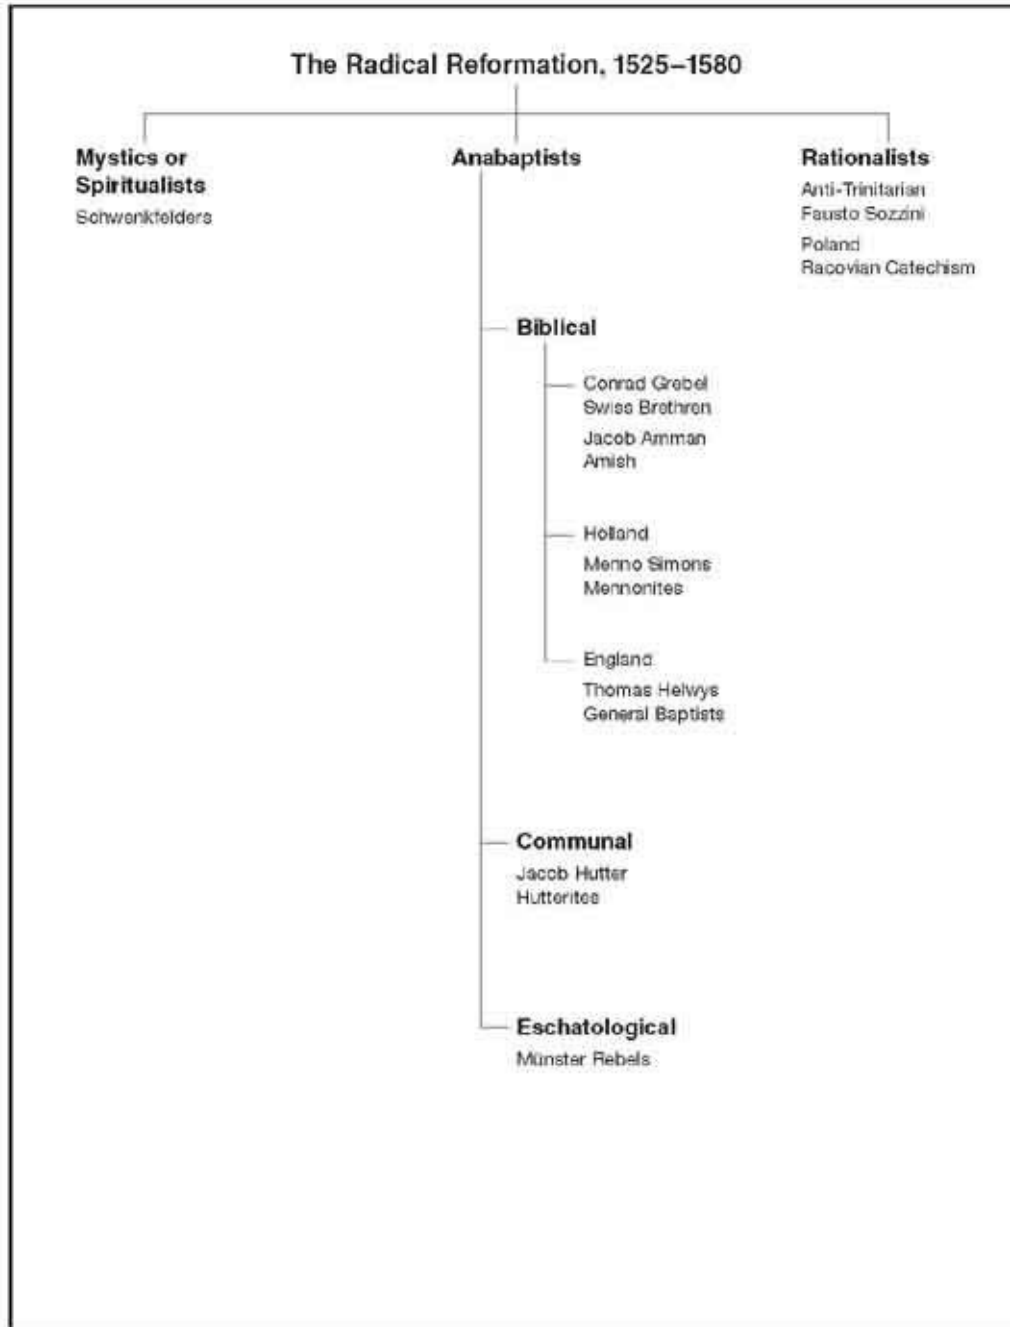 The Radical Reformation, 1525–1580
Mystics or
Spiritualists
Schwenkfelders
Anabaptists
Rationalists
Anti-Trinitarian
Fausto Sozzini
Poland
Racovian Catechism
Biblical
Conrad Grebel
Swiss Brethren
Jacob Amman
Amish
Holland
Menno Simons
Mennonites
England
Thomas Helwys
General Baptists
Communal
Jacob Hutter
Hutterites
Eschatological
Münster Rebels